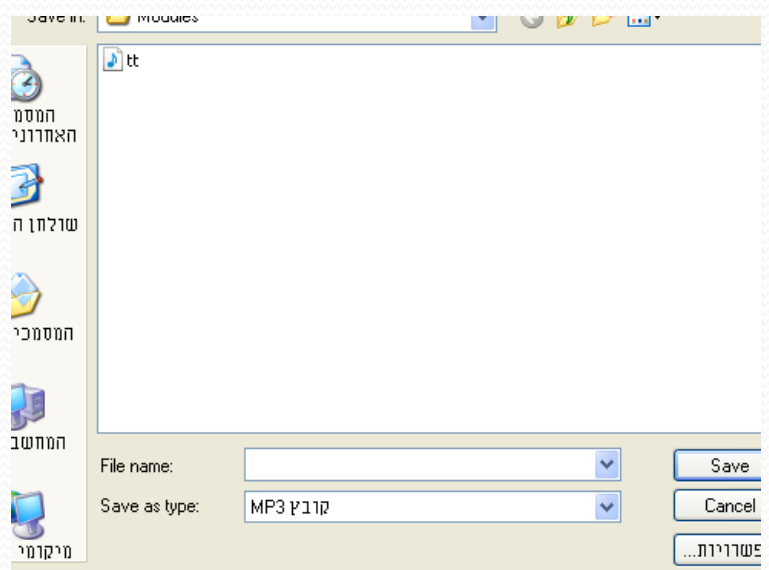 Save in:
Modules
tt
המסמ
האחרוני
שולחן ה
המסמכי
המחשב
מיקומי
File name:
Save
Save as type:
קובץ MP3
Cancel
פשרויות...